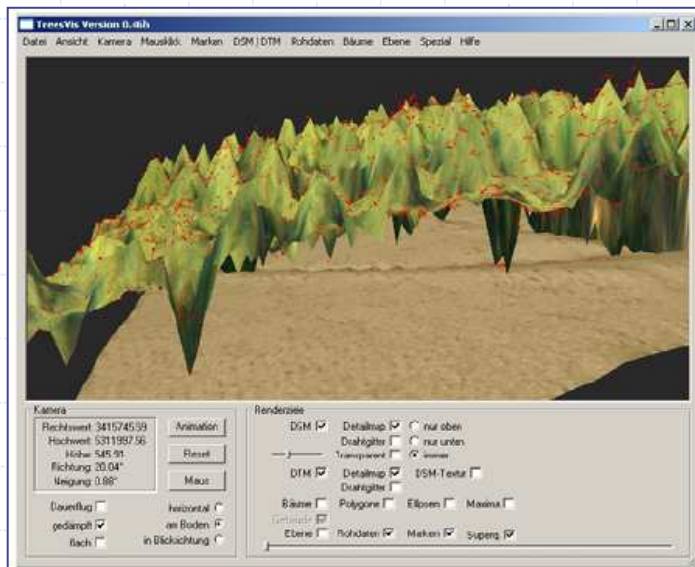 TreesVis Version 0.46h
Datei Ansicht Kamera Mausklick Marken DSM | DTM Rohdaten Bäume Ebene Spezial Hilfe
Kamera
Rechtswert: 3415745.59
Hochwert: 5311997.56
Höhe: 545.91
Richtung: 20.04°
Neigung: 0.88°
Animation
Reset
Maus
Dauerflug
gedämpft
flach
horizontal
am Boden
in Blickrichtung
Renderziele
DSM Detailmap nur oben
Drahtgitter nur unten
Transparent immer
DTM Detailmap DSM-Textur
Drahtgitter
Bäume Polygone Ellipsen Maxima
Gebäude
Ebene Rohdaten Marken Superq.